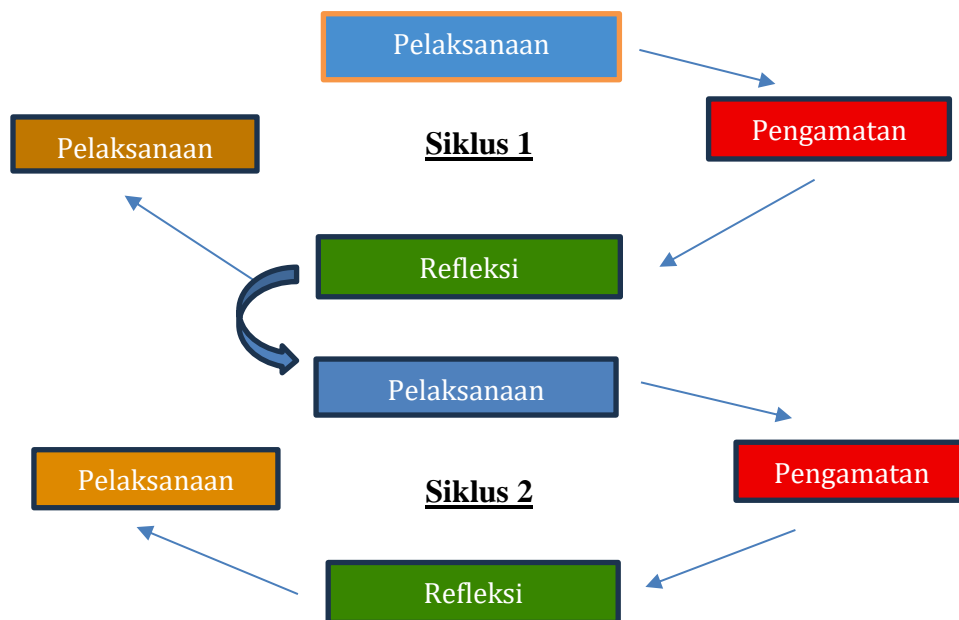 Pelaksanaan
Pengamatan
Pelaksanaan
Siklus 1
Refleksi
Pelaksanaan
Pengamatan
Pelaksanaan
Siklus 2
Refleksi